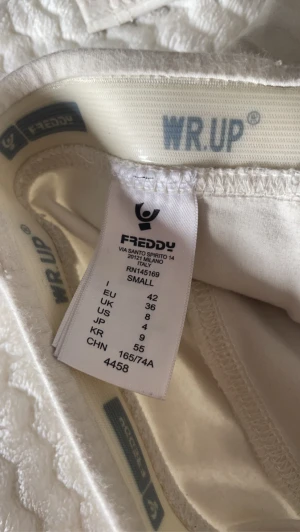 WR.UP®
FREDDY
FREDDY
VIA SANTO SPIRITO 14
20121 MILANO
ITALY
RN145169
SMALL
I 42
EU 36
UK 8
US 4
JP 9
KR 55
CHN 165/74A
4458
WR.UP®